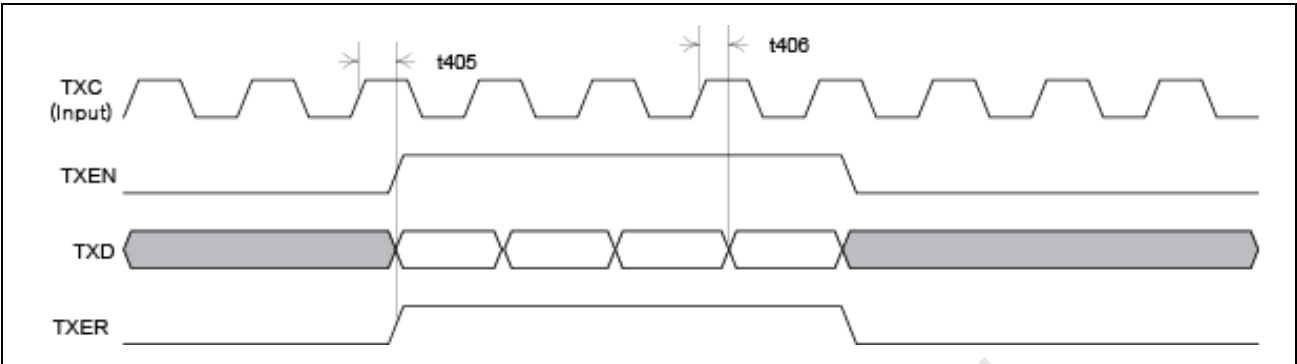 t405
t406
TXC
(Input)
TXEN
TXD
TXER